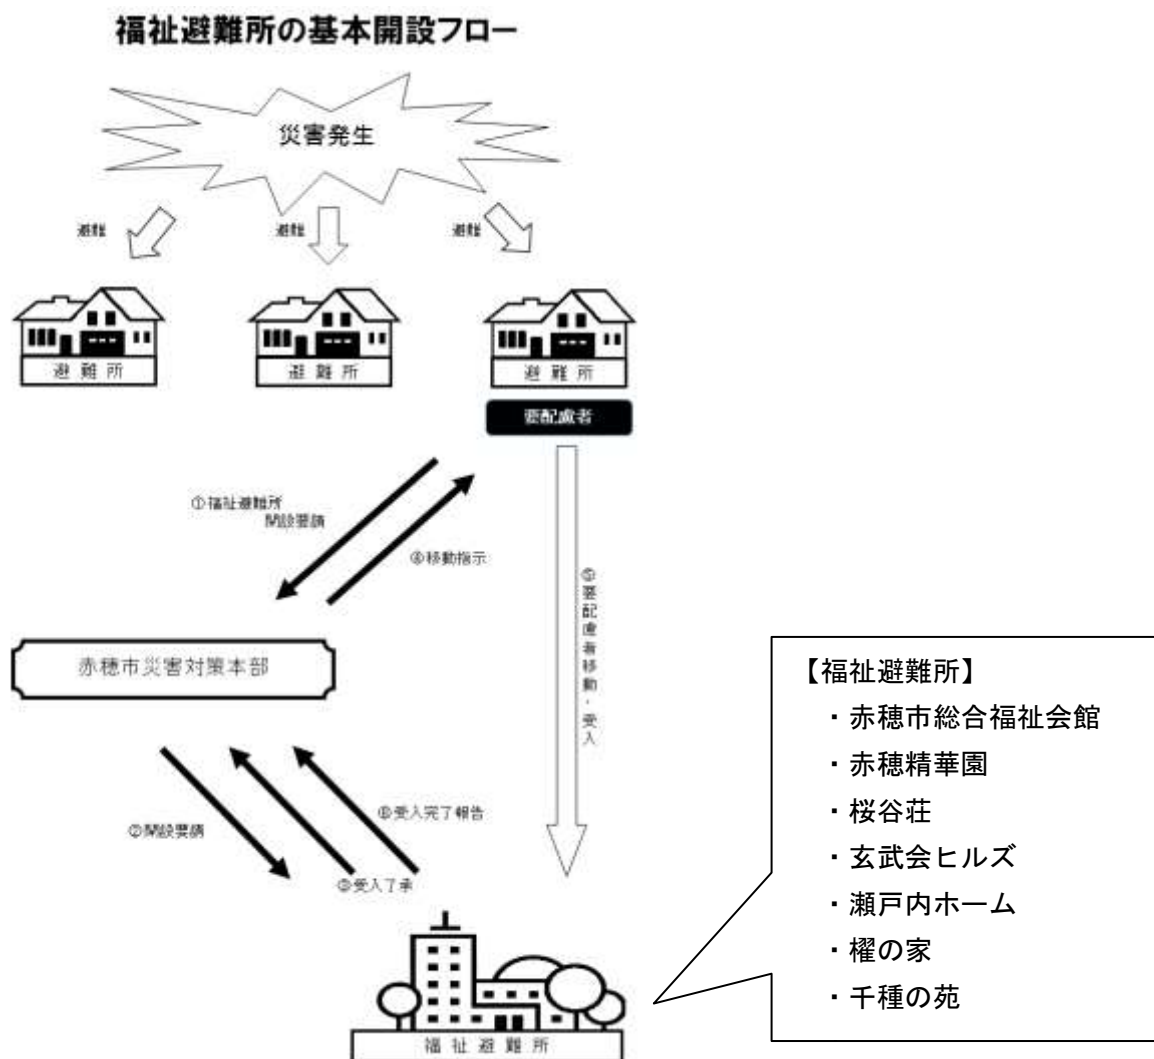 福祉避難所の基本開設フロー
災害発生
避難
避難
避難
避難所
避難所
避難所
要配慮者
①福祉避難所
開設要請
④移動指示
⑤要配慮者移動・受入
赤穂市災害対策本部
②開設要請
③受入了承
⑥受入完了報告
福祉避難所
【福祉避難所】
・赤穂市総合福祉会館
・赤穂精華園
・桜谷荘
・玄武会ヒルズ
・瀬戸内ホーム
・櫂の家
・千種の苑